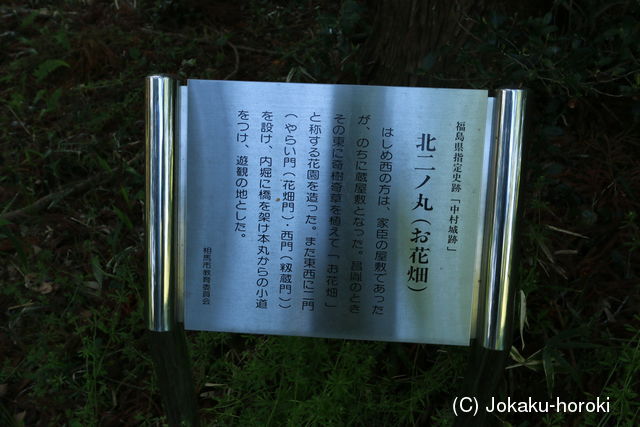 福島県指定史跡「中村城跡」
北二ノ丸（お花畑）
はじめ西の方は、家臣の屋敷であった
が、のちに蔵屋敷となった。昌胤のとき
その東に奇樹奇草を植えて「お花畑」
と称する花園を造った。また東西に二門
（やらい門（花畑門）・西門（籾蔵門））
を設け、内堀に橋を架け本丸からの小道
をつけ、遊観の地とした。
相馬市教育委員会
(C) Jokaku-horoki